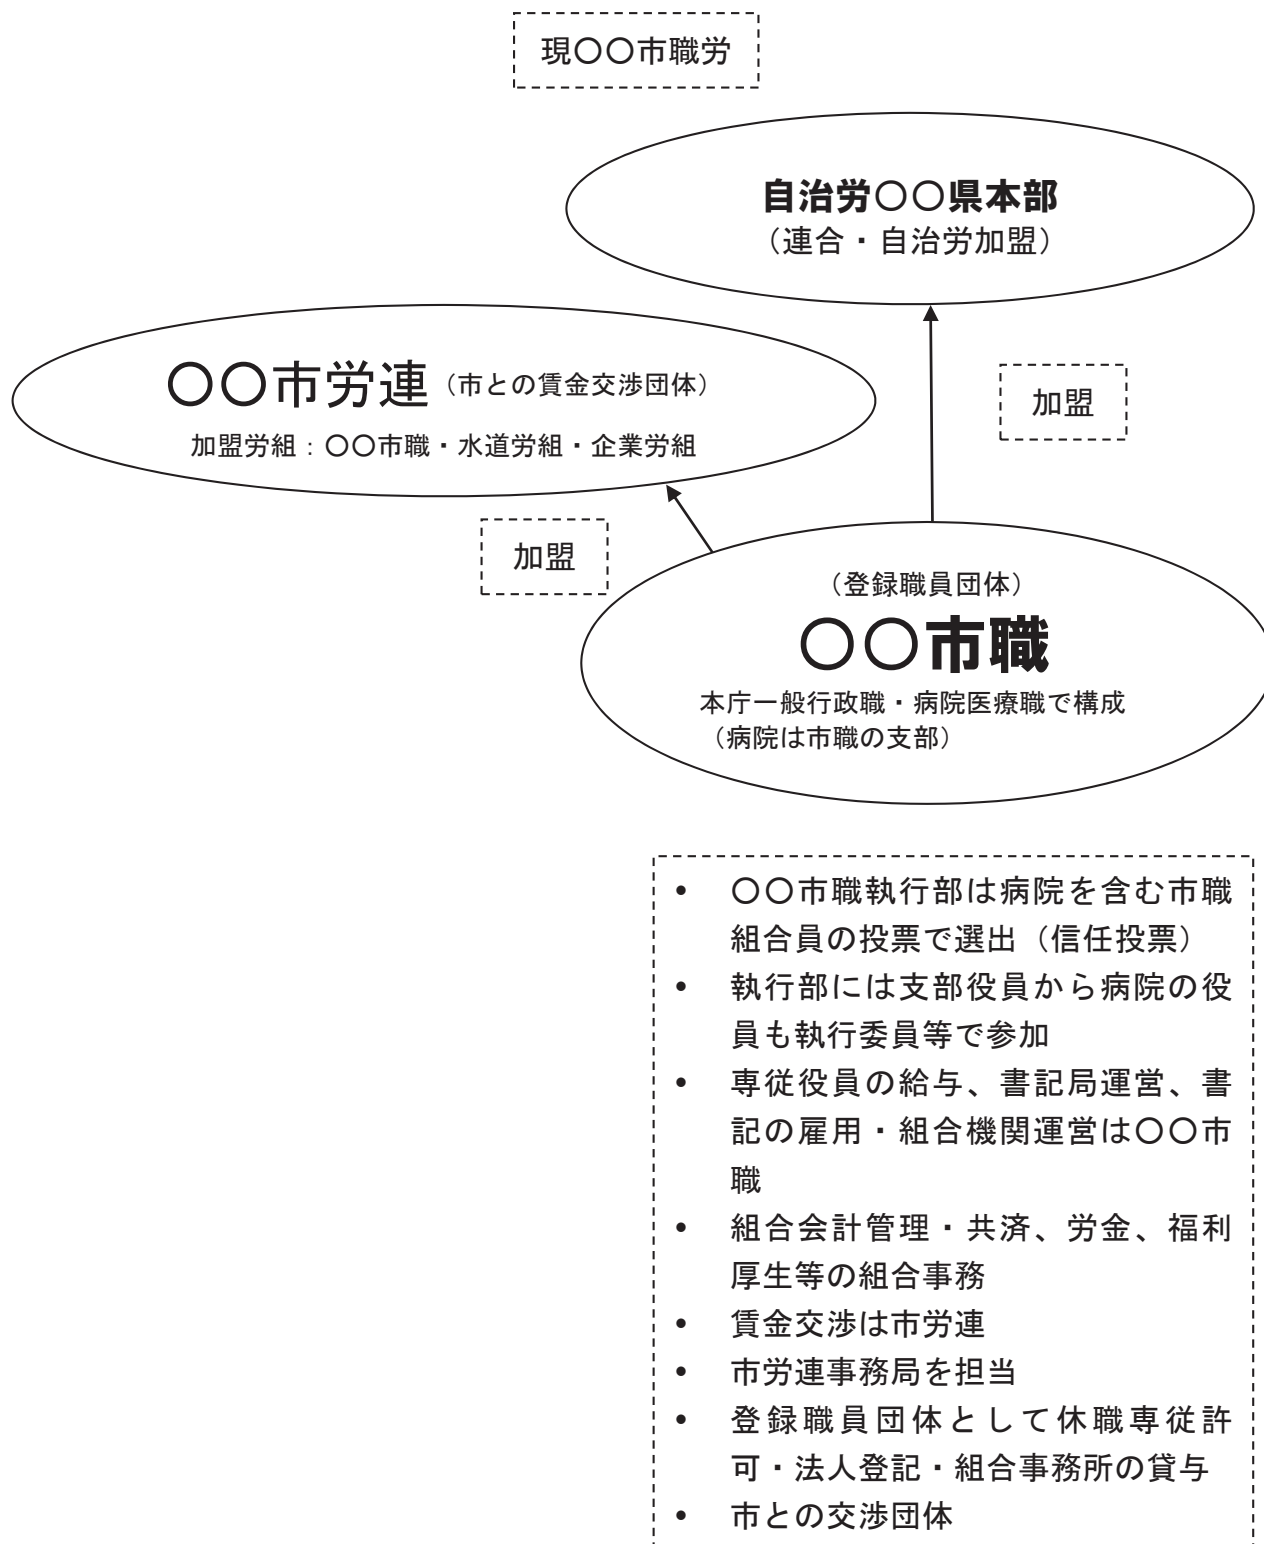 現〇〇市職労
自治労〇〇県本部
（連合・自治労加盟）
〇〇市労連（市との賃金交渉団体）
加盟労組：〇〇市職・水道労組・企業労組
加盟
加盟
（登録職員団体）
〇〇市職
本庁一般行政職・病院医療職で構成
（病院は市職の支部）
• 〇〇市職執行部は病院を含む市職
組合員の投票で選出（信任投票）
• 執行部には支部役員から病院の役
員も執行委員等で参加
• 専従役員の給与、書記局運営、書
記の雇用・組合機関運営は〇〇市
職
• 組合会計管理・共済、労金、福利
厚生等の組合事務
• 賃金交渉は市労連
• 市労連事務局を担当
• 登録職員団体として休職専従許
可・法人登記・組合事務所の貸与
• 市との交渉団体